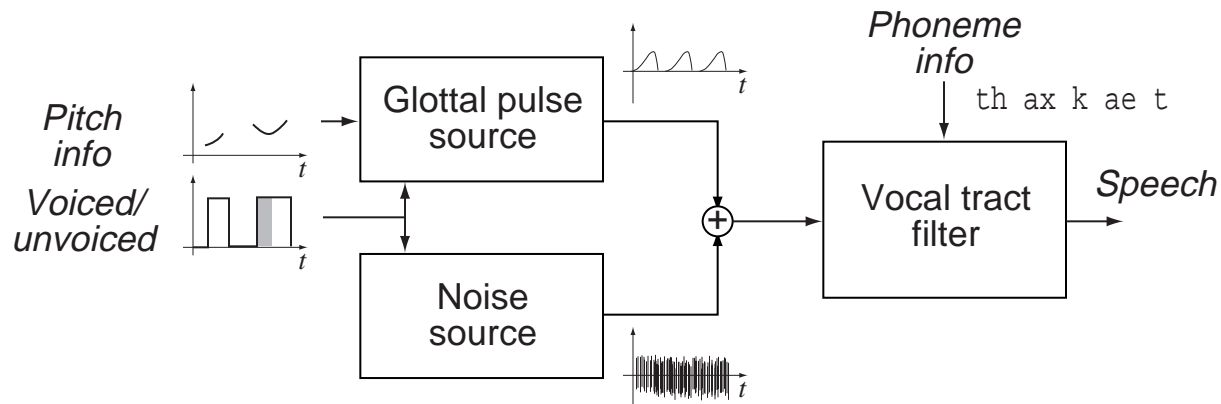 Pitch
info
t
Voiced/
unvoiced
t
Glottal pulse
source
t
Noise
source
t
+
Phoneme
info
th ax k ae t
Vocal tract
filter
Speech